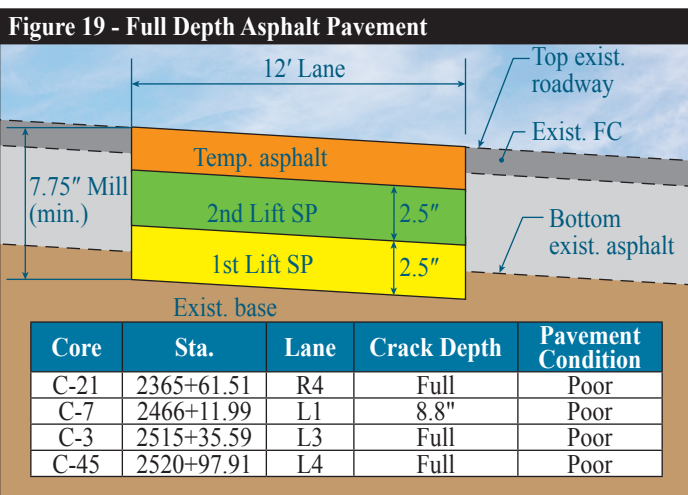 Figure 19 - Full Depth Asphalt Pavement
12′ Lane
Top exist.
roadway
Exist. FC
Temp. asphalt
7.75″ Mill
(min.)
2nd Lift SP
2.5″
Bottom
exist. asphalt
1st Lift SP
2.5″
Exist. base
Core Sta. Lane Crack Depth Pavement Condition
C-21 2365+61.51 R4 Full Poor
C-7 2466+11.99 L1 8.8" Poor
C-3 2515+35.59 L3 Full Poor
C-45 2520+97.91 L4 Full Poor